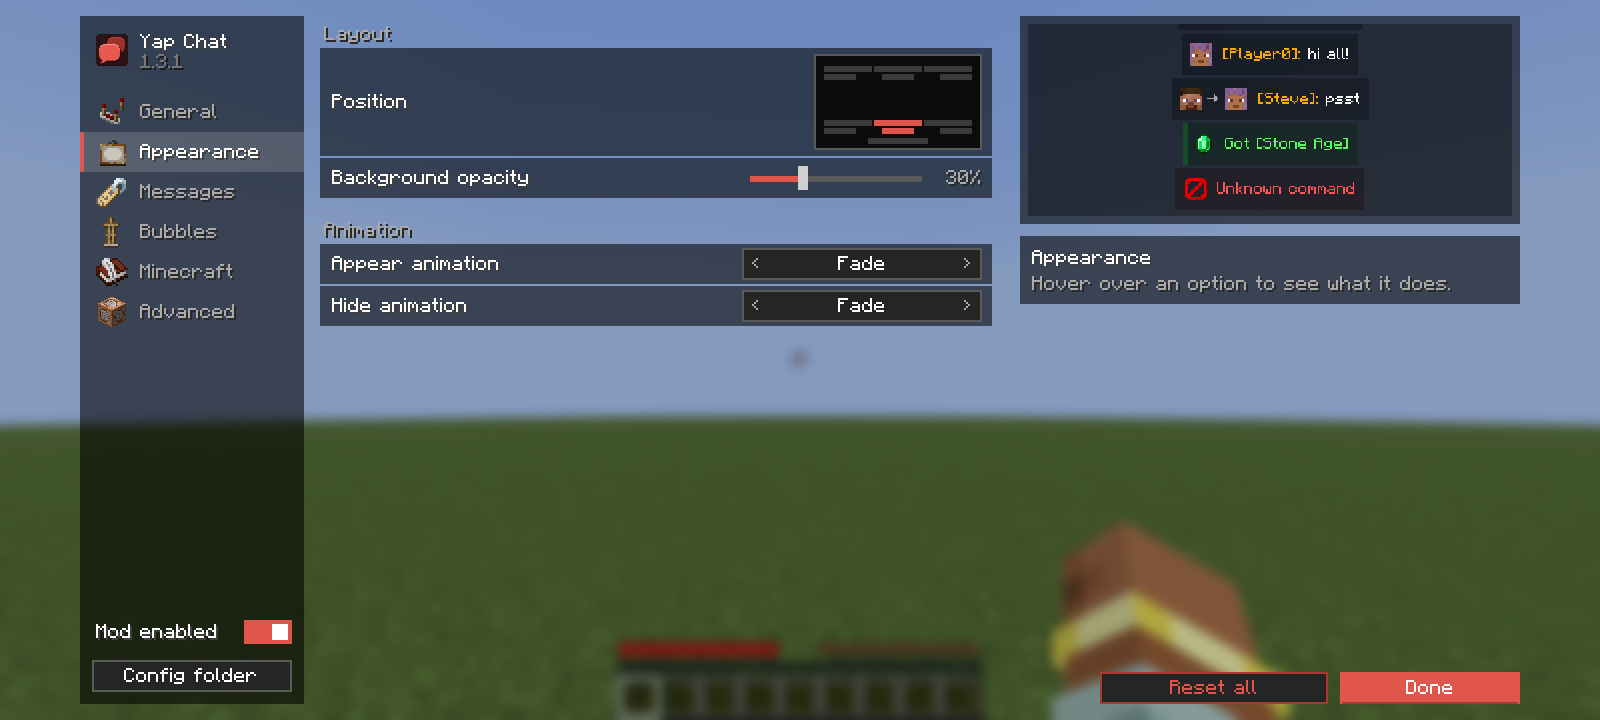 Yap Chat
1.3.1
General
Appearance
Messages
Bubbles
Minecraft
Advanced
Mod enabled
Config folder
Layout
Position
Background opacity
30%
Animation
Appear animation
< Fade >
Hide animation
< Fade >
[Player0]: hi all!
→ [Steve]: psst
Got [Stone Age]
Unknown command
Appearance
Hover over an option to see what it does.
Reset all
Done